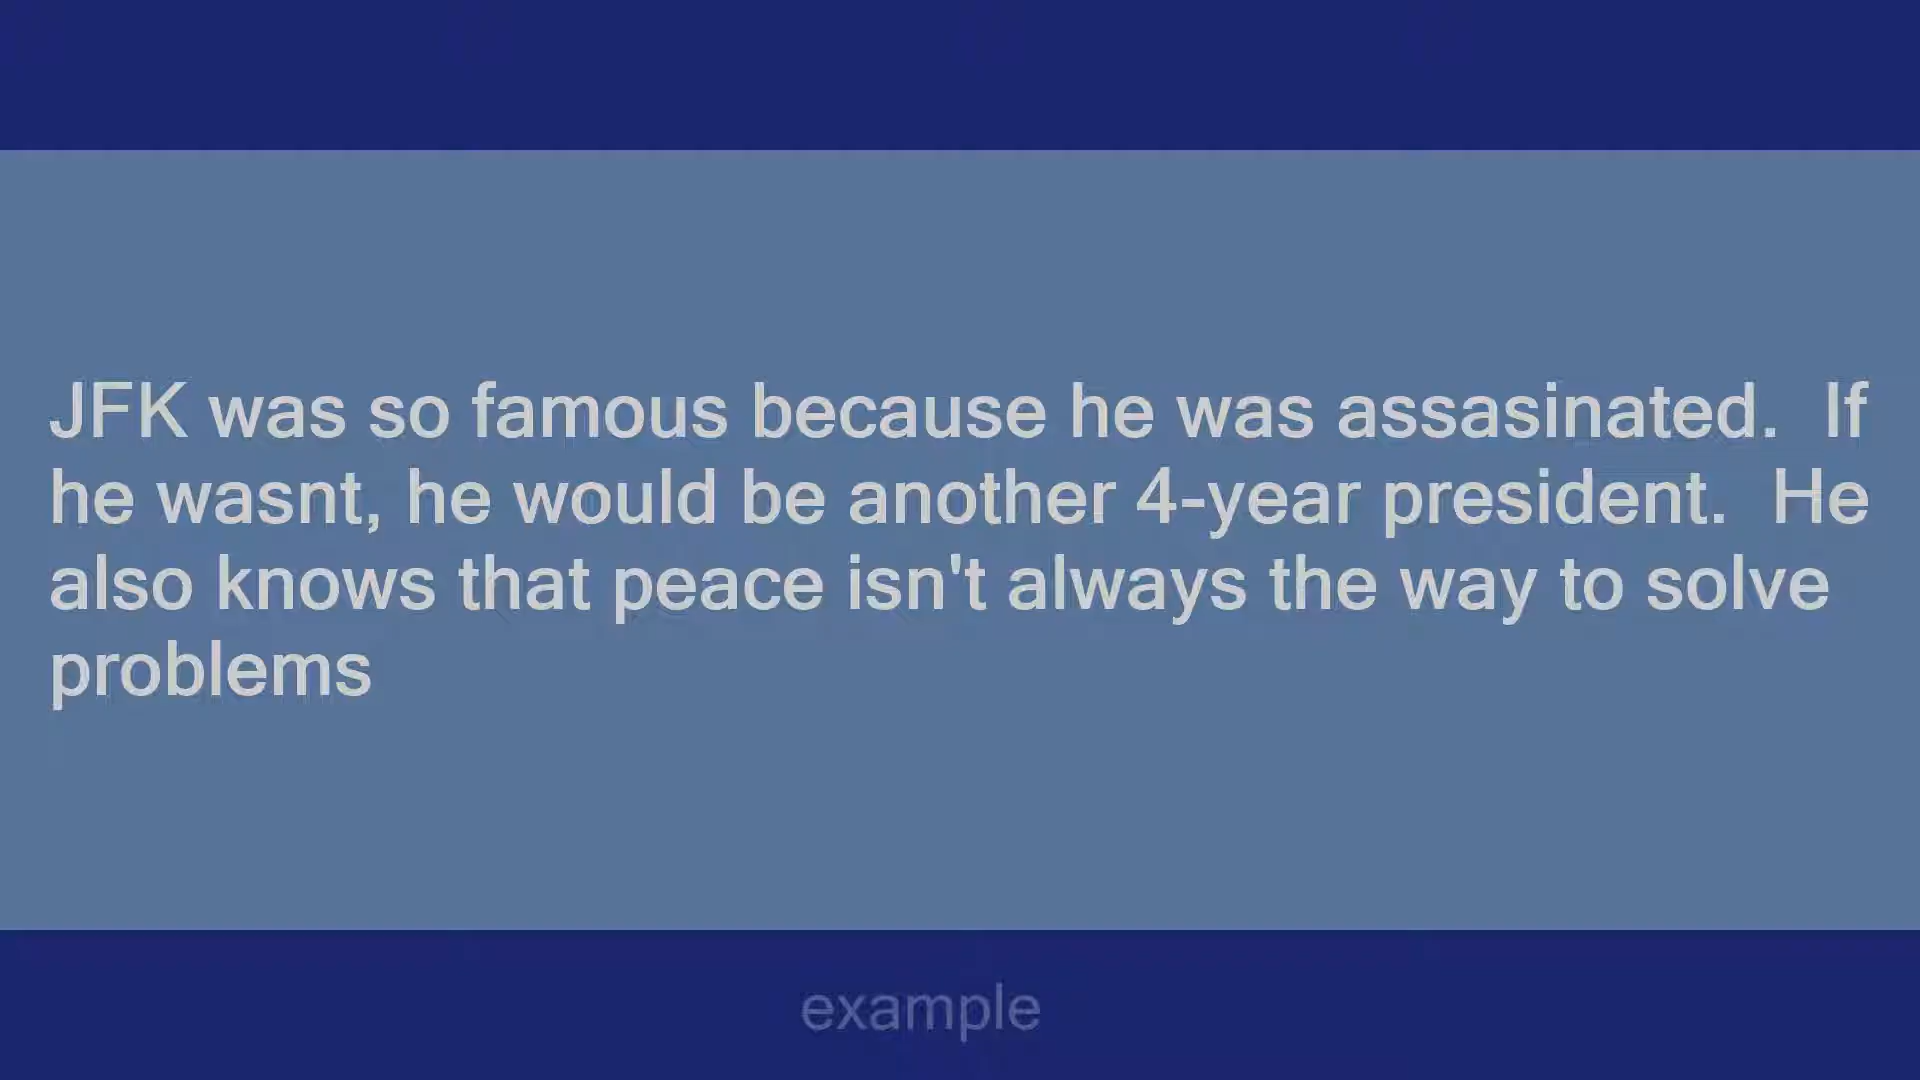 JFK was so famous because he was assasinated.  If
he wasnt, he would be another 4-year president.  He
also knows that peace isn't always the way to solve
problems
example